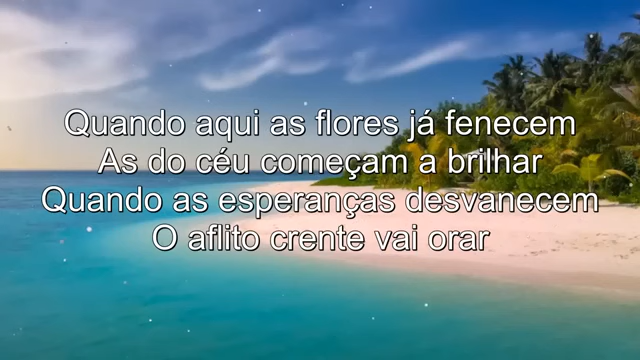 Quando aqui as flores já fenecem
As do céu começam a brilhar
Quando as esperanças desvanecem
O aflito crente vai orar